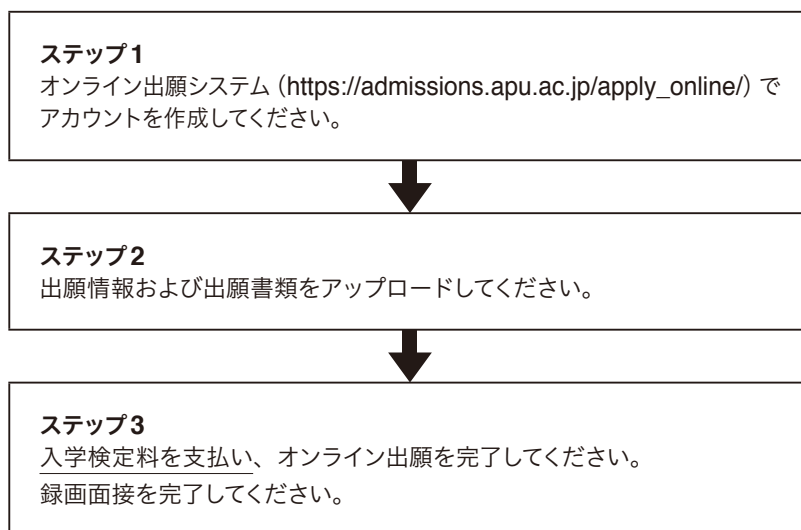 ステップ1
オンライン出願システム（https://admissions.apu.ac.jp/apply_online/）で
アカウントを作成してください。
ステップ2
出願情報および出願書類をアップロードしてください。
ステップ3
入学検定料を支払い、オンライン出願を完了してください。
録画面接を完了してください。